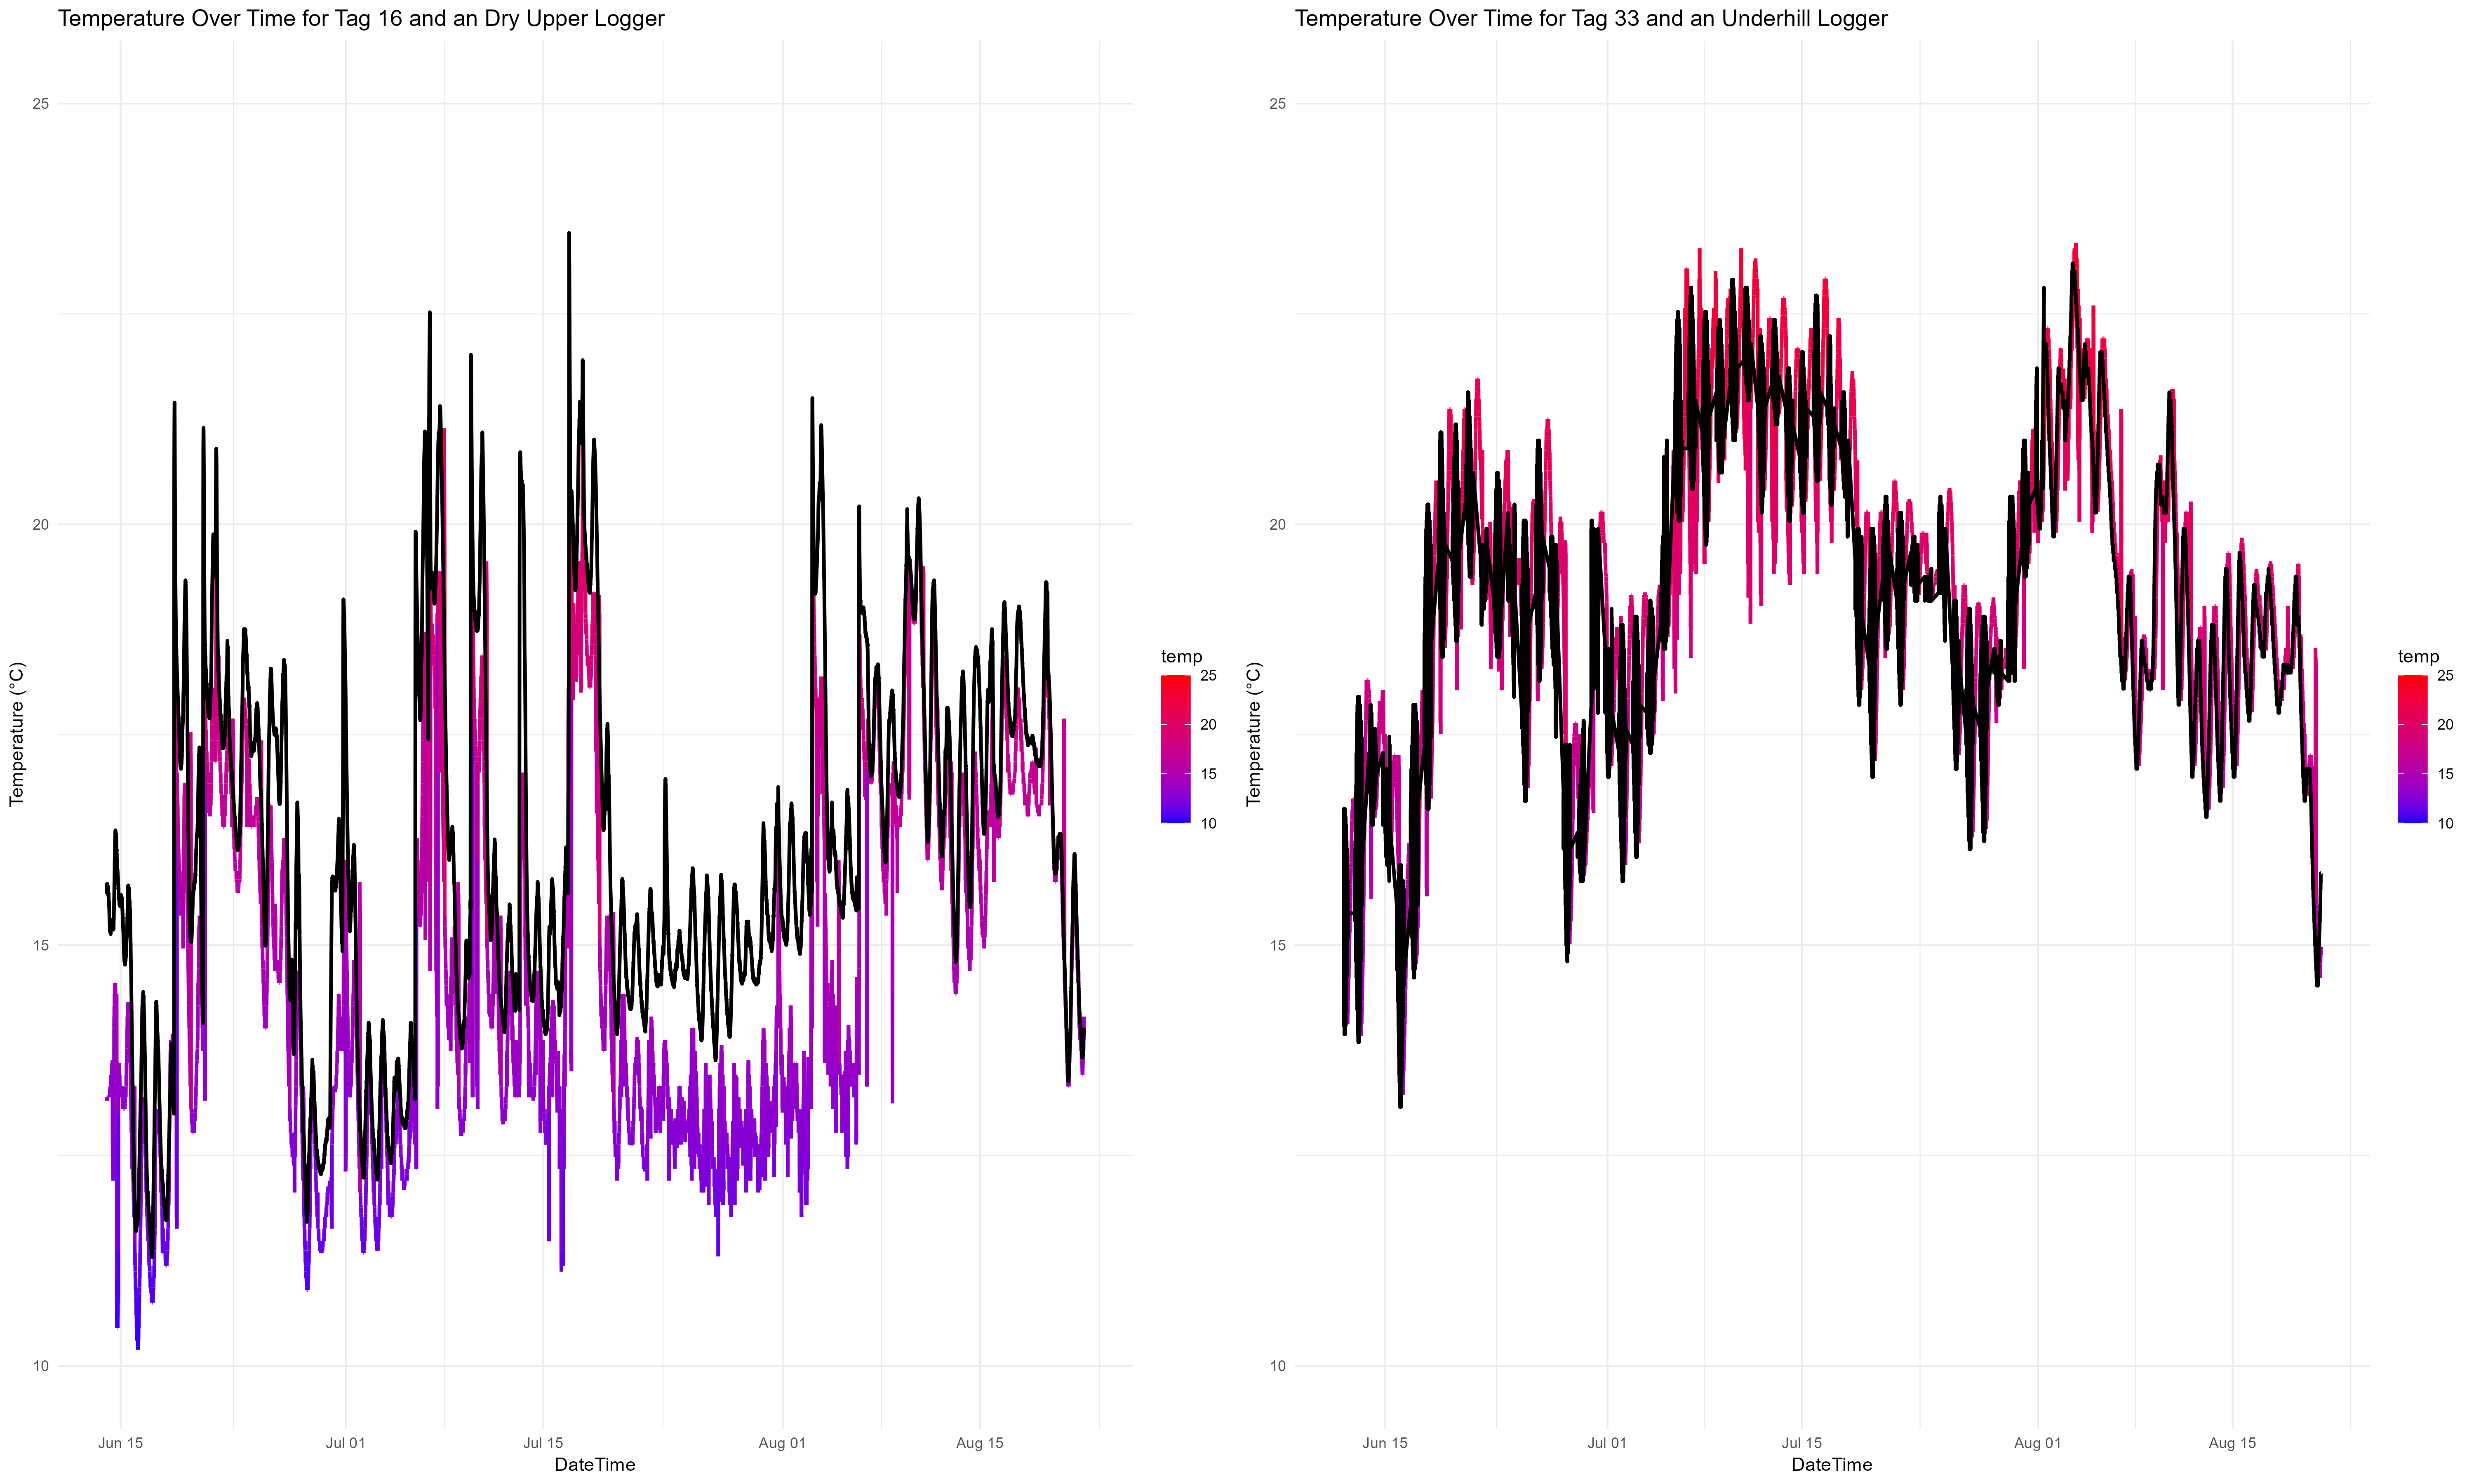 Temperature Over Time for Tag 16 and an Dry Upper Logger
Temperature (°C)
25
20
15
10
Jun 15
Jul 01
Jul 15
Aug 01
Aug 15
DateTime
temp
25
20
15
10
Temperature Over Time for Tag 33 and an Underhill Logger
Temperature (°C)
25
20
15
10
Jun 15
Jul 01
Jul 15
Aug 01
Aug 15
DateTime
temp
25
20
15
10